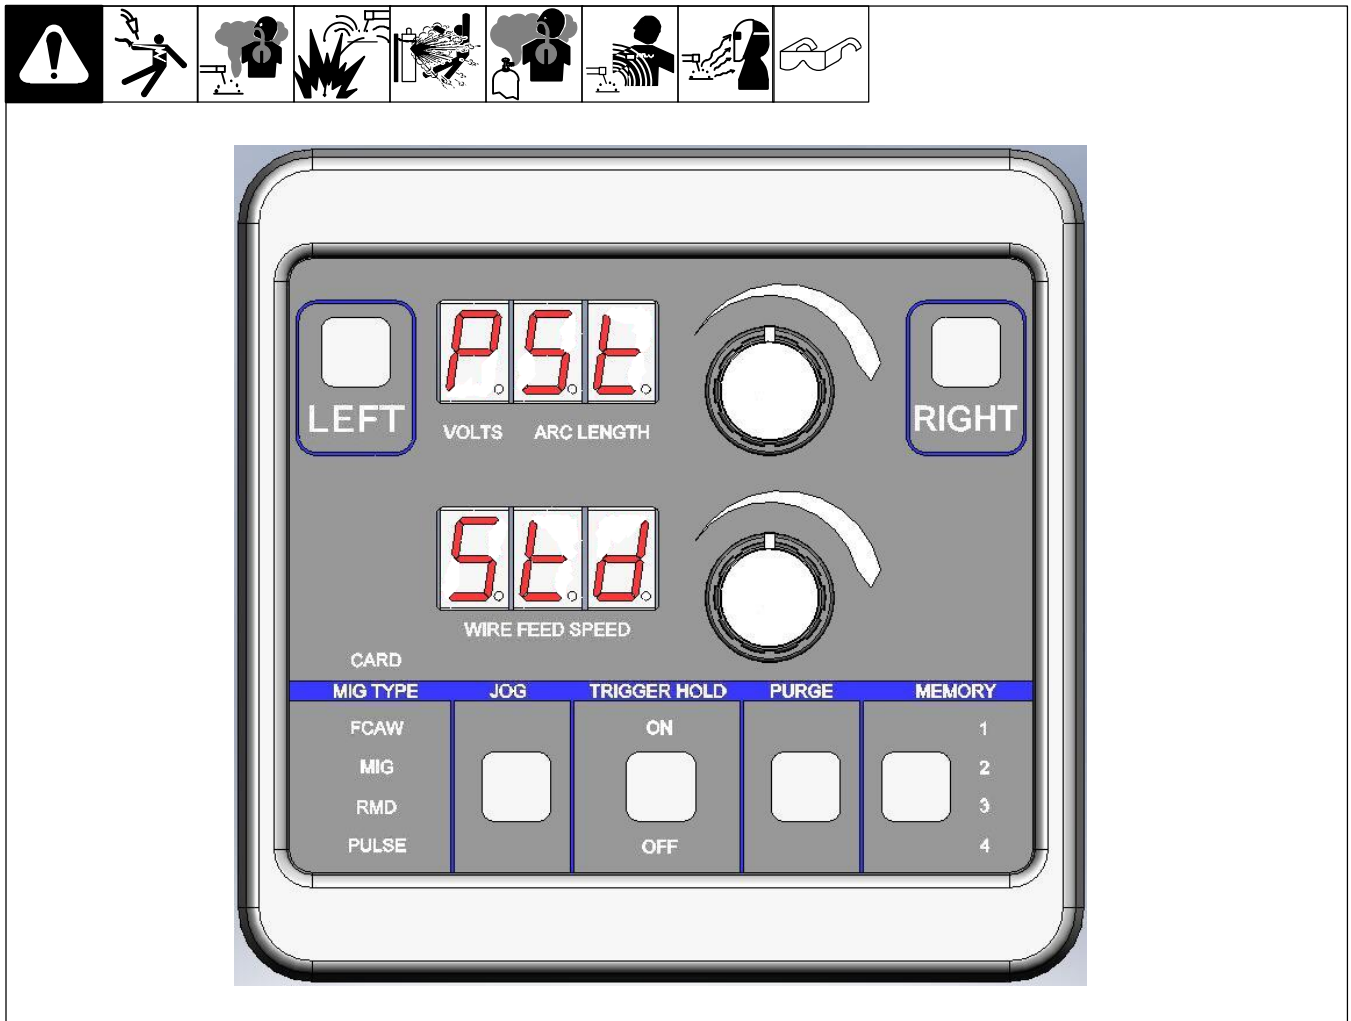 PSt
LEFT
RIGHT
VOLTS ARC LENGTH
Std
WIRE FEED SPEED
CARD
MIG TYPE JOG TRIGGER HOLD PURGE MEMORY
FCAW ON 1
MIG 2
RMD 3
PULSE OFF 4